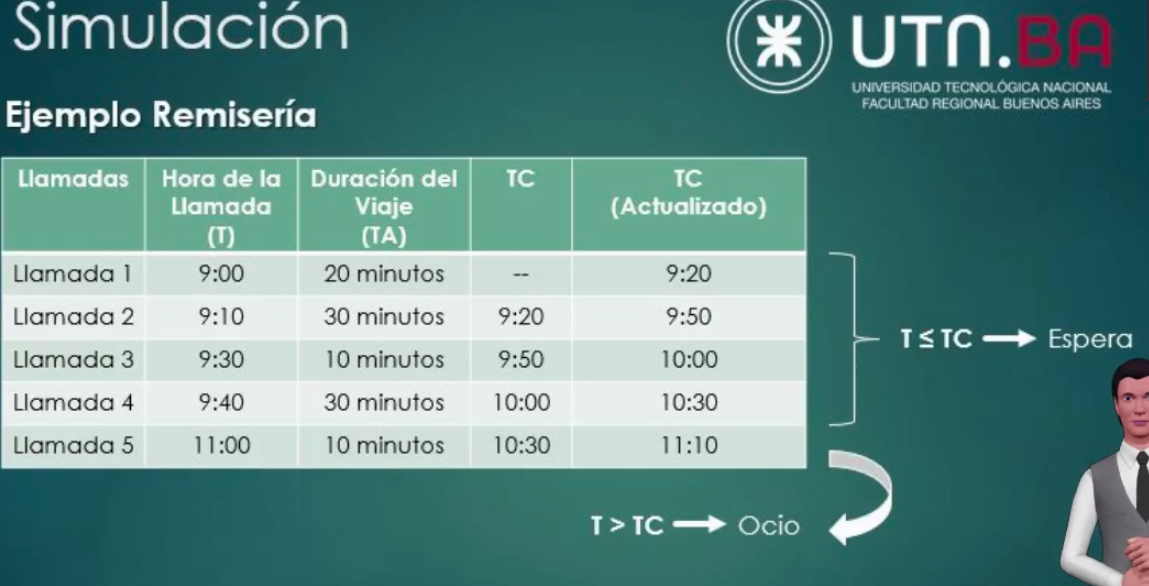 Simulación
UTN.BA
UNIVERSIDAD TECNOLÓGICA NACIONAL
FACULTAD REGIONAL BUENOS AIRES
Ejemplo Remisería
Llamadas Hora de la Llamada (T) Duración del Viaje (TA) TC TC (Actualizado)
Llamada 1 9:00 20 minutos -- 9:20
Llamada 2 9:10 30 minutos 9:20 9:50
Llamada 3 9:30 10 minutos 9:50 10:00
Llamada 4 9:40 30 minutos 10:00 10:30
Llamada 5 11:00 10 minutos 10:30 11:10
T ≤ TC → Espera
T > TC → Ocio